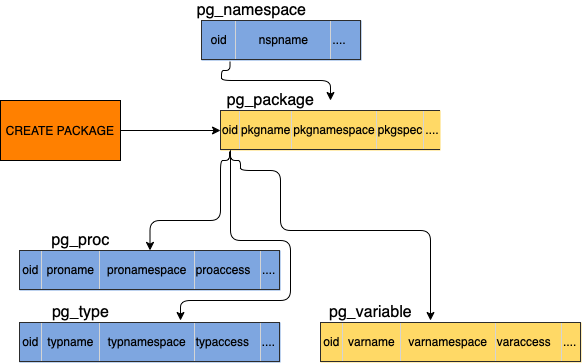 pg_namespace
oid nspname ....
pg_package
CREATE PACKAGE
oid pkgname pkgnamespace pkgspec ....
pg_proc
oid proname pronamespace proaccess ....
pg_type
oid typname typnamespace typaccess ....
pg_variable
oid varname varnamespace varaccess ....